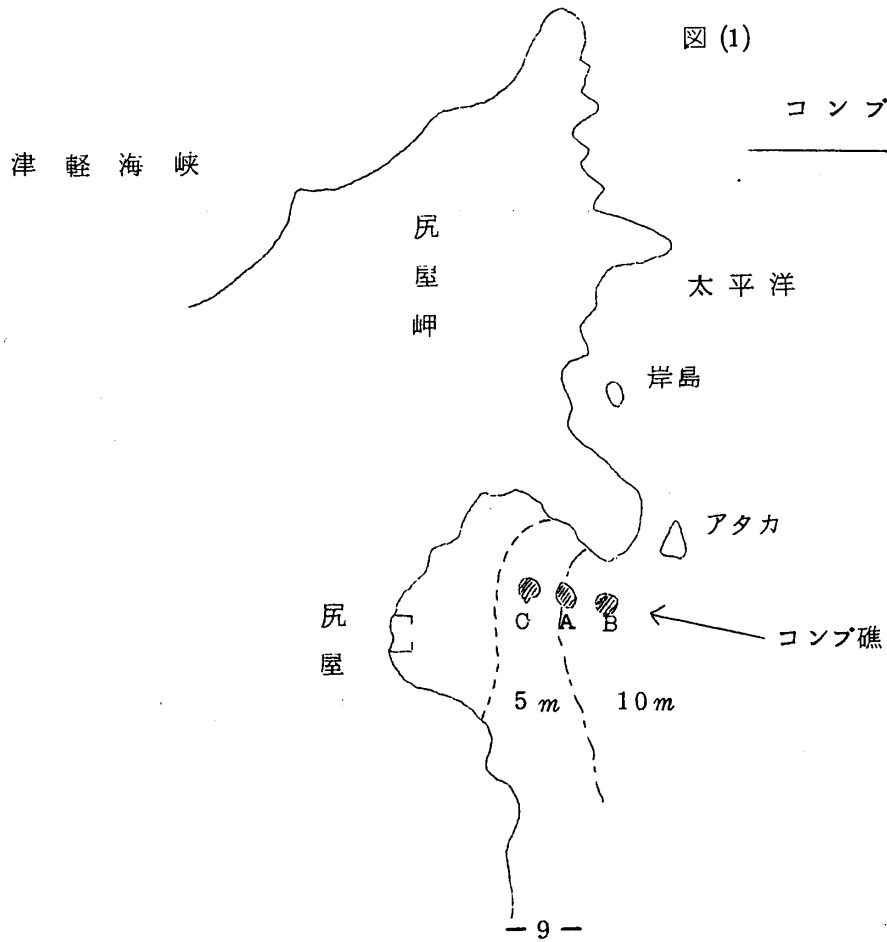 図 (1)
コンブ
津軽海峡
尻屋岬
太平洋
岸島
アタカ
尻屋
C A B
コンブ礁
5 m 10 m
— 9 —